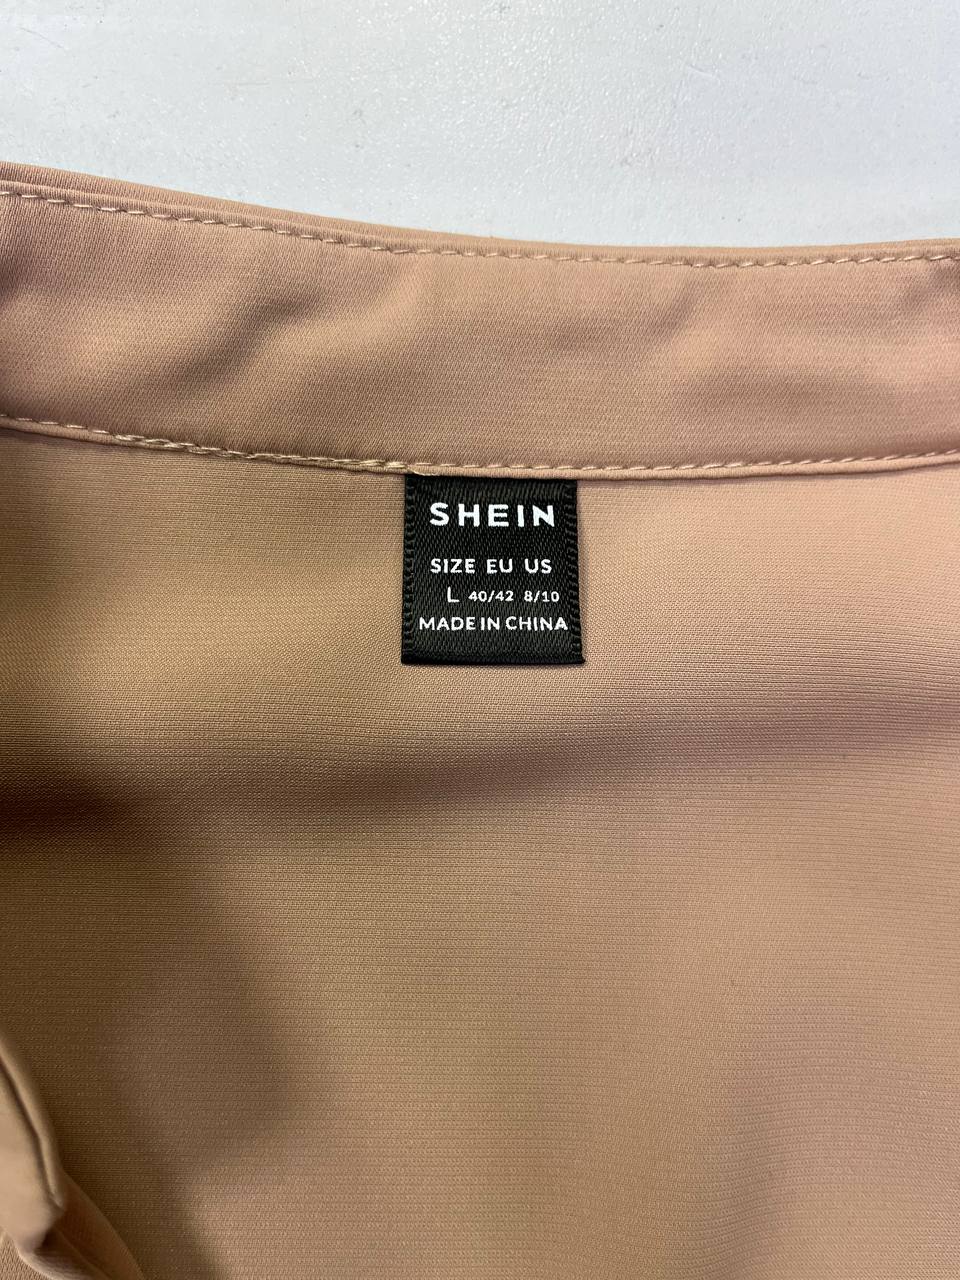 SHEIN
SIZE EU US
L 40/42 8/10
MADE IN CHINA